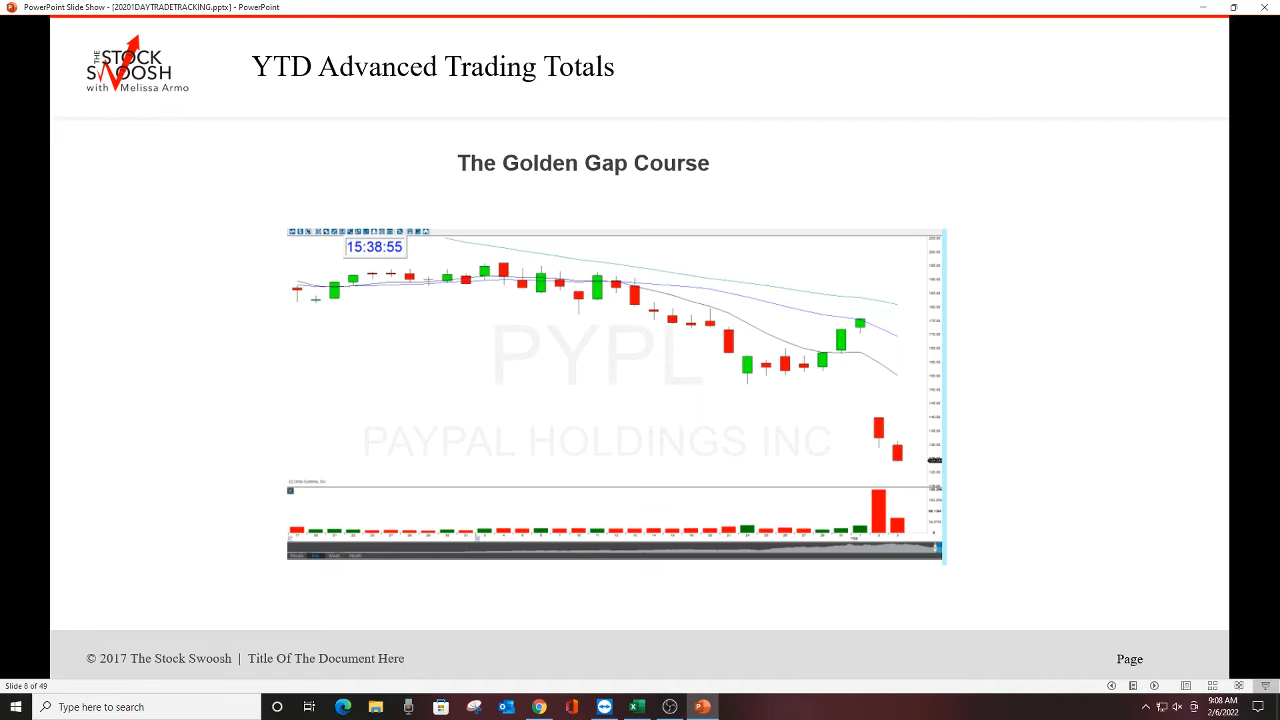 PowerPoint Slide Show - [20201DAYTRADETRACKING.pptx] - PowerPoint
THE STOCK SWOOSH
with Melissa Armo
YTD Advanced Trading Totals
The Golden Gap Course
15:38:55
PYPL
PAYPAL HOLDINGS INC
© 2017 The Stock Swoosh | Title Of The Document Here
Page
Slide 8 of 49
Type here to search
9:08 AM
2/6/2022